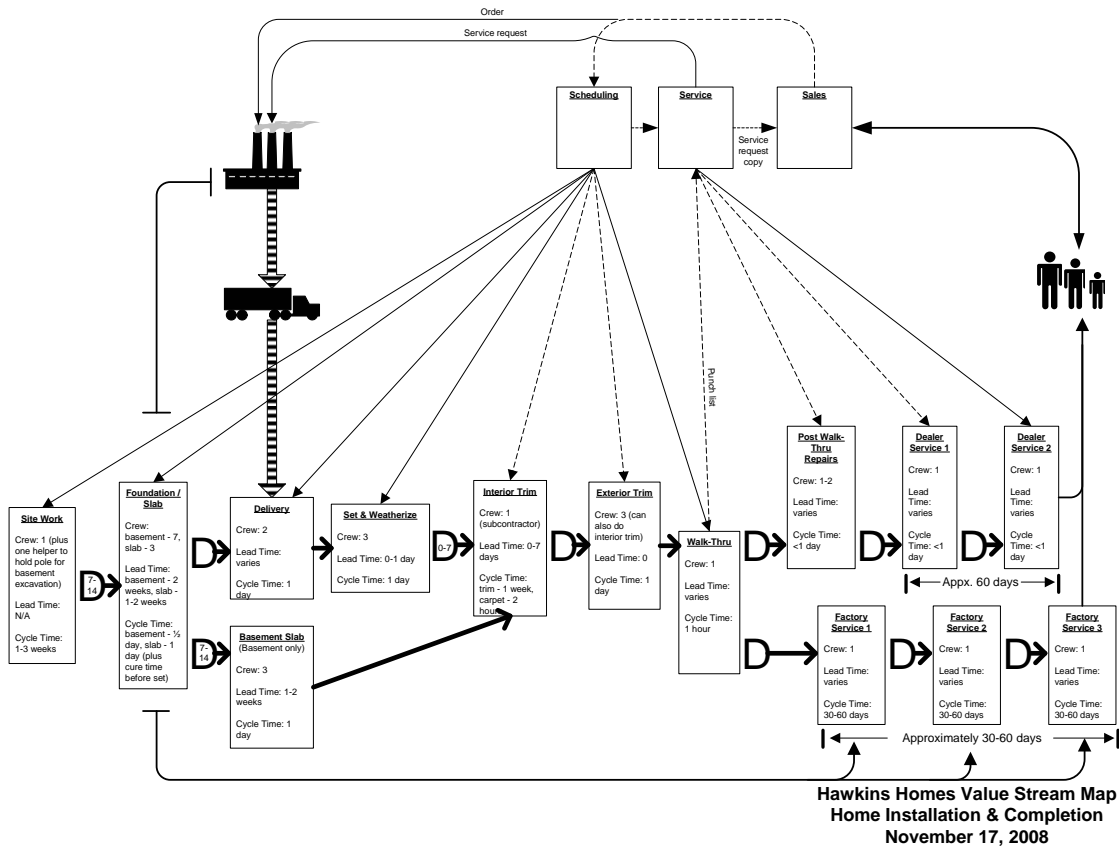 Order
Service request
Scheduling
Service
Sales
Service
request
copy
Punch list
Site Work
Crew: 1 (plus
one helper to
hold pole for
basement
excavation)
Lead Time:
N/A
Cycle Time:
1-3 weeks
7-
14
Foundation /
Slab
Crew:
basement - 7,
slab - 3
Lead Time:
basement - 2
weeks, slab -
1-2 weeks
Cycle Time:
basement - ½
day, slab - 1
day (plus
cure time
before set)
Delivery
Crew: 2
Lead Time:
varies
Cycle Time: 1
day
7-
14
Basement Slab
(Basement only)
Crew: 3
Lead Time: 1-2
weeks
Cycle Time: 1
day
Set & Weatherize
Crew: 3
Lead Time: 0-1 day
Cycle Time: 1 day
0-7
Interior Trim
Crew: 1
(subcontractor)
Lead Time: 0-7
days
Cycle Time:
trim - 1 week,
carpet - 2
hour
Exterior Trim
Crew: 3 (can also do
interior trim)
Lead Time: 0
Cycle Time: 1
day
Walk-Thru
Crew: 1
Lead Time:
varies
Cycle Time:
1 hour
Post Walk-
Thru
Repairs
Crew: 1-2
Lead Time:
varies
Cycle Time:
<1 day
Dealer
Service 1
Crew: 1
Lead
Time:
varies
Cycle
Time: <1
day
Dealer
Service 2
Crew: 1
Lead
Time:
varies
Cycle
Time: <1
day
Appx. 60 days
Factory
Service 1
Crew: 1
Lead Time:
varies
Cycle Time:
30-60 days
Factory
Service 2
Crew: 1
Lead Time:
varies
Cycle Time:
30-60 days
Factory
Service 3
Crew: 1
Lead Time:
varies
Cycle Time:
30-60 days
Approximately 30-60 days
Hawkins Homes Value Stream Map
Home Installation & Completion
November 17, 2008